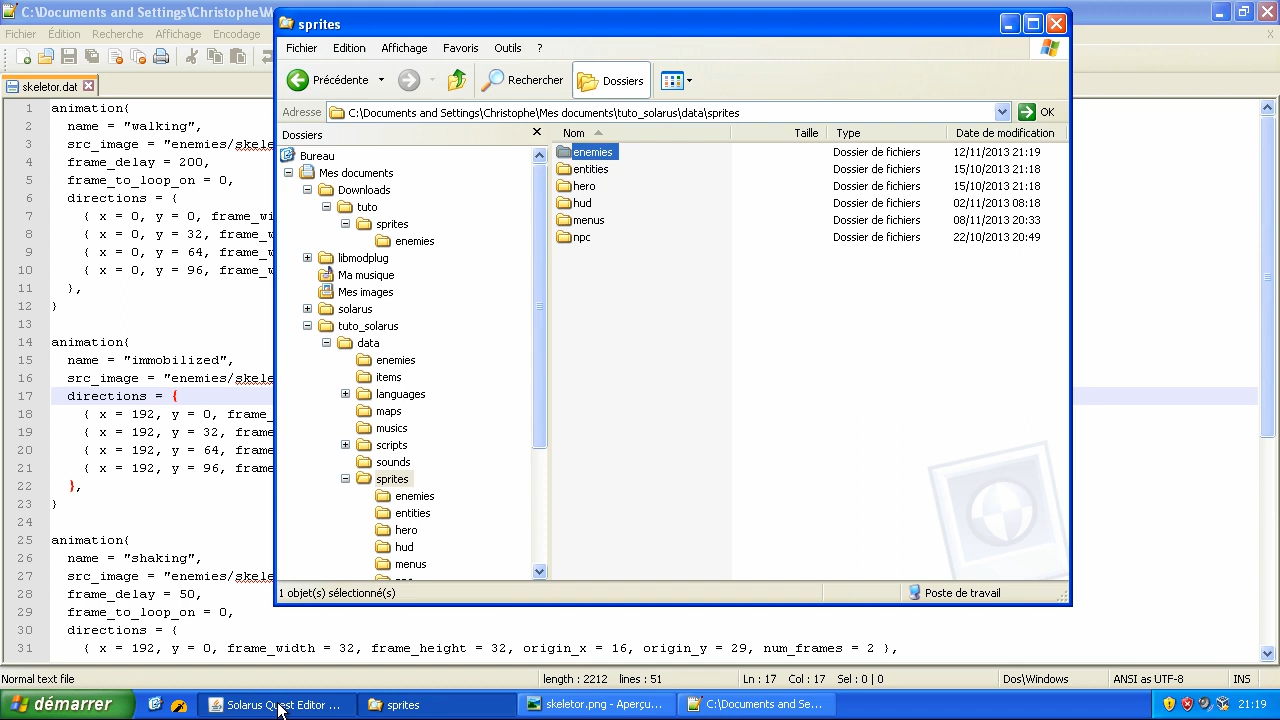 C:\Documents and Settings\Christophe\Me
Fichier Édition Recherche Affichage Encodage
skeletor.dat
1 animation{
2 name = "walking",
3 src_image = "enemies/skele
4 frame_delay = 200,
5 frame_to_loop_on = 0,
6 directions = {
7 { x = 0, y = 0, frame_wi
8 { x = 0, y = 32, frame_w
9 { x = 0, y = 64, frame_w
10 { x = 0, y = 96, frame_w
11 },
12 }
13
14 animation{
15 name = "immobilized",
16 src_image = "enemies/skele
17 directions = {
18 { x = 192, y = 0, frame_
19 { x = 192, y = 32, frame
20 { x = 192, y = 64, frame
21 { x = 192, y = 96, frame
22 },
23 }
24
25 animation{
26 name = "shaking",
27 src_image = "enemies/skele
28 frame_delay = 50,
29 frame_to_loop_on = 0,
30 directions = {
31 { x = 192, y = 0, frame_width = 32, frame_height = 32, origin_x = 16, origin_y = 29, num_frames = 2 },
sprites
Fichier Affichage Favoris Outils ?
Précédente Rechercher Dossiers
Adresse C:\Documents and Settings\Christophe\Mes documents\tuto_solarus\data\sprites OK
Dossiers
Bureau
Mes documents
Downloads
tuto
sprites
enemies
libmodplug
Ma musique
Mes images
solarus
tuto_solarus
data
enemies
items
languages
maps
musics
scripts
sounds
sprites
enemies
entities
hero
hud
menus
Nom Taille Type Date de modification
enemies Dossier de fichiers 12/11/2013 21:19
entities Dossier de fichiers 15/10/2013 21:18
hero Dossier de fichiers 15/10/2013 21:18
hud Dossier de fichiers 02/11/2013 08:18
menus Dossier de fichiers 08/11/2013 20:33
npc Dossier de fichiers 22/10/2013 20:49
1 objet(s) sélectionné(s) Poste de travail
Normal text file length : 2212 lines : 51 Ln : 17 Col : 17 Sel : 0 | 0 Dos\Windows ANSI as UTF-8 INS
démarrer Solarus Quest Editor ... sprites skeletor.png - Aperçu... C:\Documents and Se... 21:19